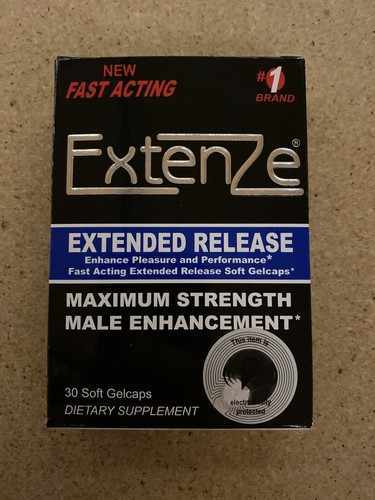 NEW
FAST ACTING
#1
BRAND
ExtenZe®
EXTENDED RELEASE
Enhance Pleasure and Performance*
Fast Acting Extended Release Soft Gelcaps*
MAXIMUM STRENGTH
MALE ENHANCEMENT*
This item is
electronically
protected
30 Soft Gelcaps
DIETARY SUPPLEMENT